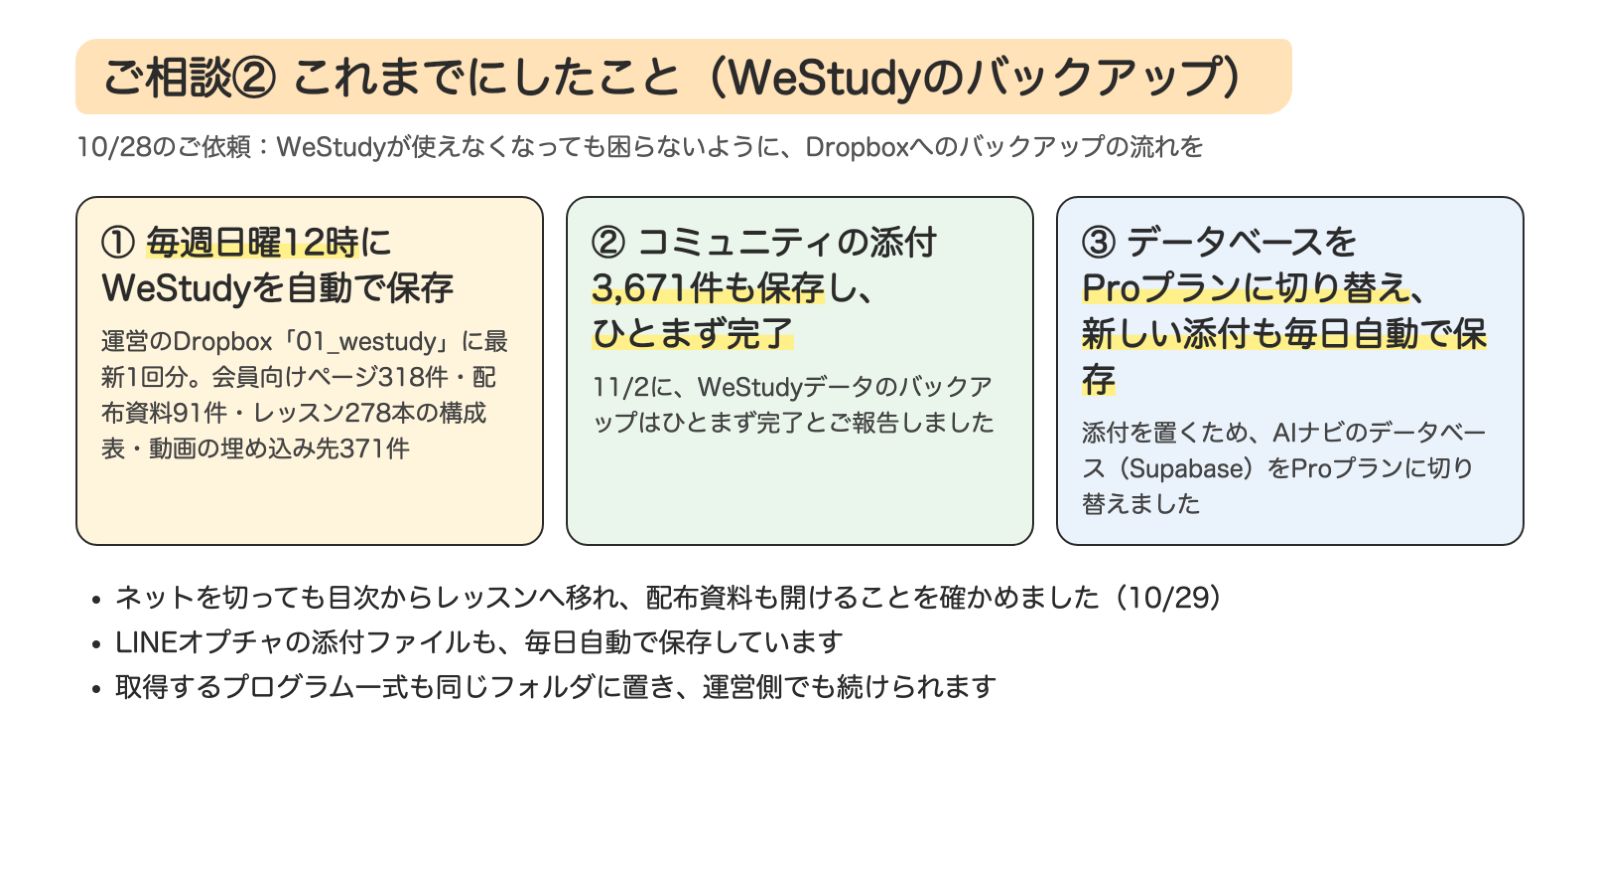 ご相談② これまでにしたこと（WeStudyのバックアップ）
10/28のご依頼：WeStudyが使えなくなっても困らないように、Dropboxへのバックアップの流れを
① 毎週日曜12時に
WeStudyを自動で保存
運営のDropbox「01_westudy」に最
新1回分。会員向けページ318件・配
布資料91件・レッスン278本の構成
表・動画の埋め込み先371件
② コミュニティの添付
3,671件も保存し、
ひとまず完了
11/2に、WeStudyデータのバックア
ップはひとまず完了とご報告しました
③ データベースを
Proプランに切り替え、
新しい添付も毎日自動で保
存
添付を置くため、AIナビのデータベー
ス（Supabase）をProプランに切り
替えました
• ネットを切っても目次からレッスンへ移れ、配布資料も開けることを確かめました（10/29）
• LINEオプチャの添付ファイルも、毎日自動で保存しています
• 取得するプログラム一式も同じフォルダに置き、運営側でも続けられます